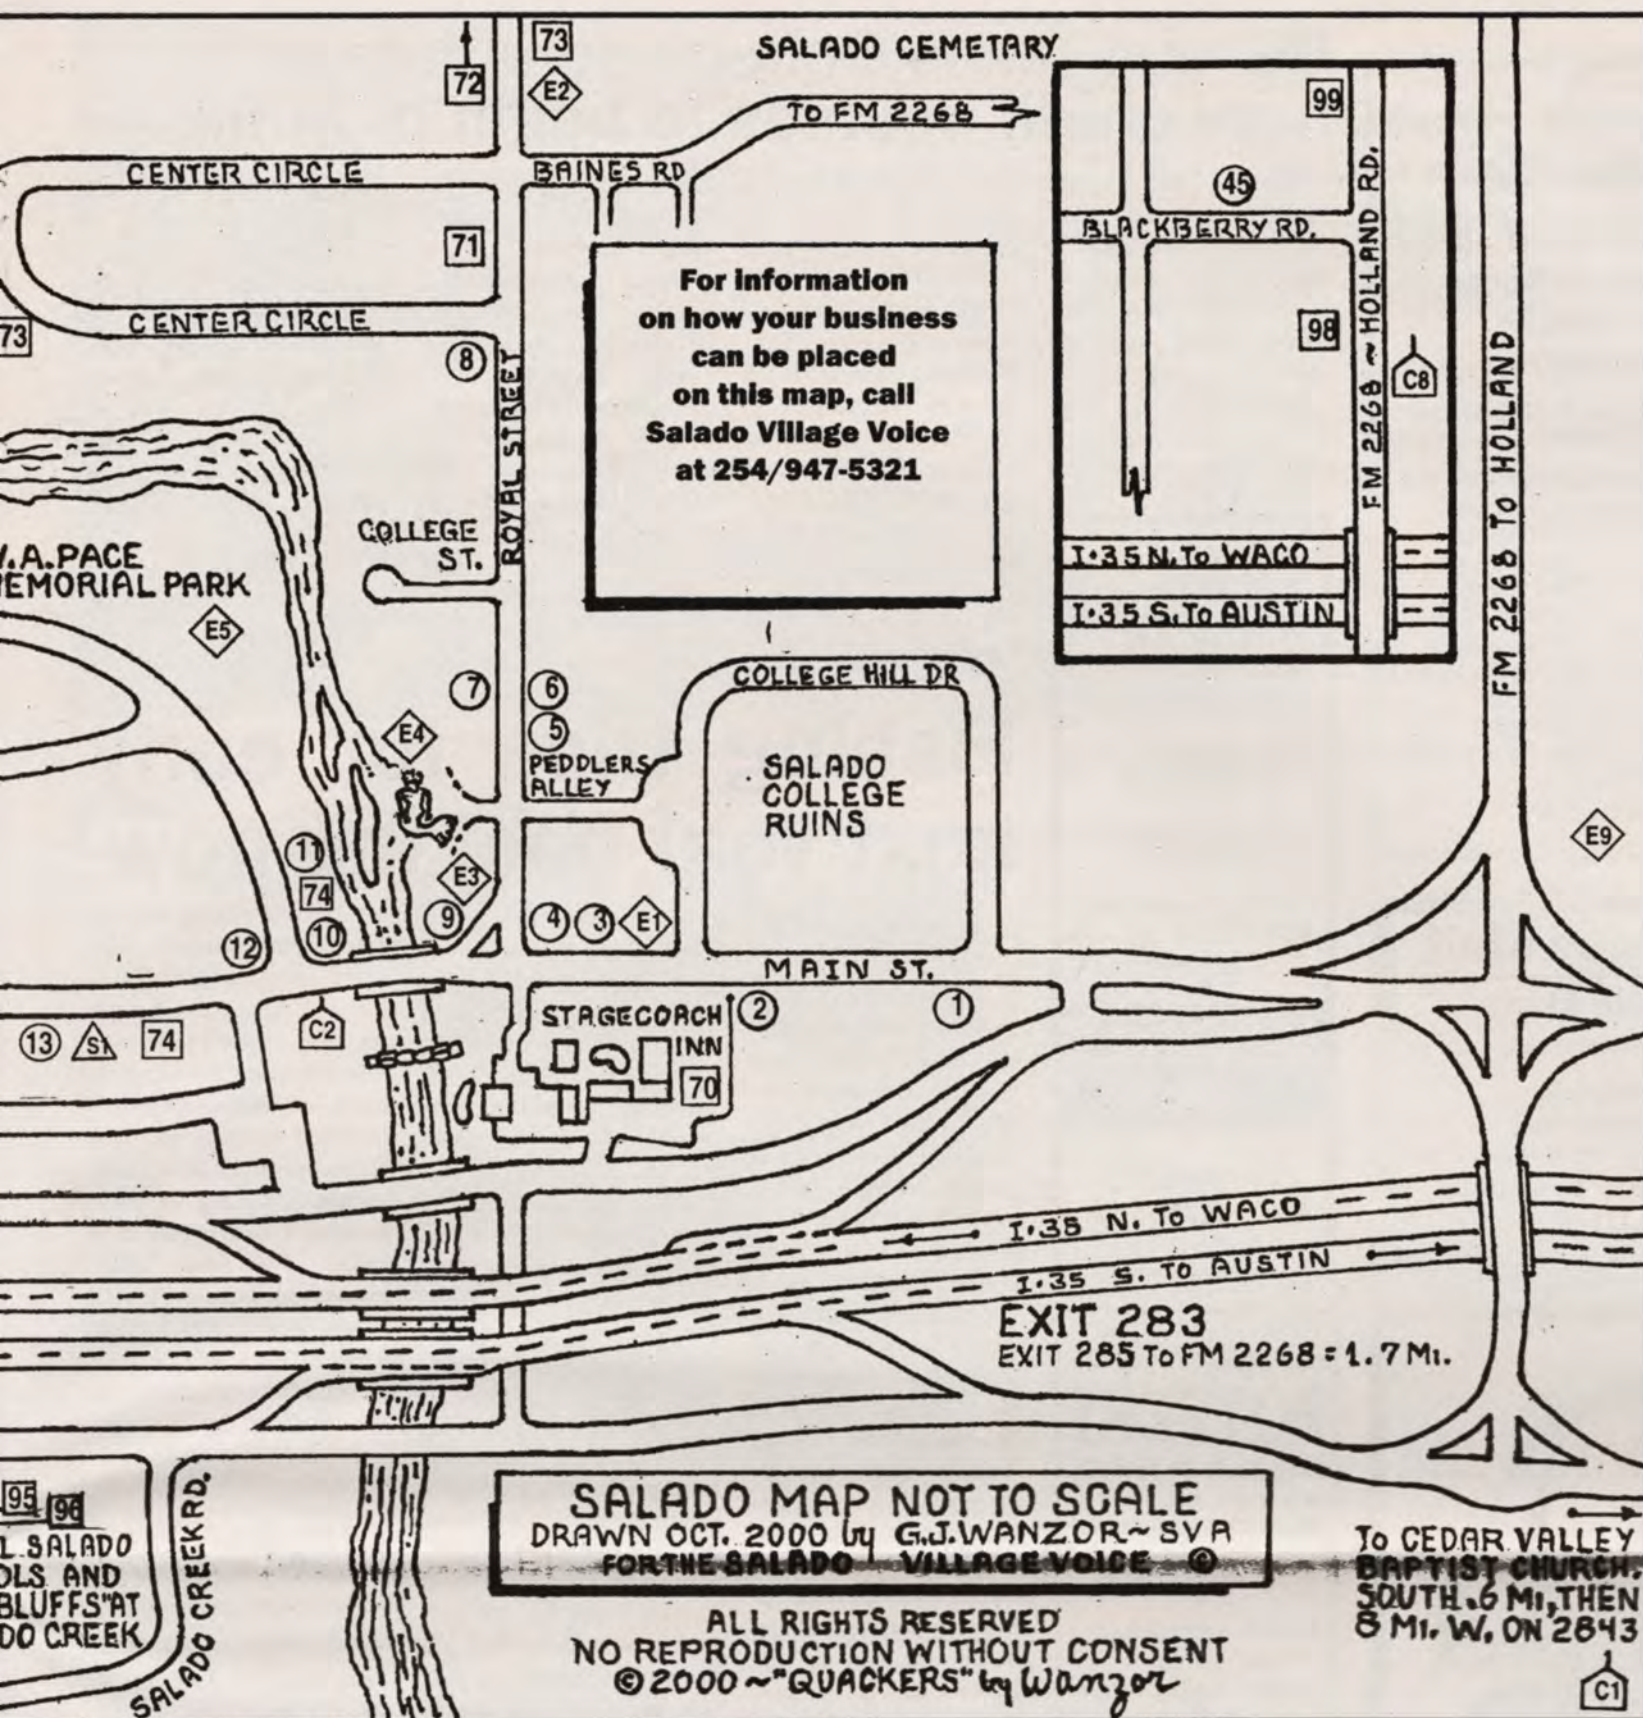 73
SALADO CEMETARY
72
E2
TO FM 2268
99
CENTER CIRCLE
BAINES RD
45
BLACKBERRY RD.
71
98
FM 2268 ~ HOLLAND RD.
C8
For information
on how your business
can be placed
on this map, call
Salado Village Voice
at 254/947-5321
CENTER CIRCLE
73
8
ROYAL STREET
FM 2268 TO HOLLAND
COLLEGE
ST.
.A. PACE
EMORIAL PARK
E5
I·35 N. To WACO
I·35 S. To AUSTIN
COLLEGE HILL DR
7
6
5
E4
PEDDLERS
ALLEY
SALADO
COLLEGE
RUINS
E9
11
74
10
12
E3
9
4
3
E1
MAIN ST.
13
S1
74
C2
STAGECOACH
INN
70
2
1
I·35 N. To WACO
I·35 S. TO AUSTIN
EXIT 283
EXIT 285 To FM 2268 = 1.7 Mi.
95
96
L SALADO
OLS AND
BLUFFS"AT
DO CREEK
SALADO CREEK RD.
SALADO MAP NOT TO SCALE
DRAWN OCT. 2000 by G.J. WANZOR ~ SVA
FOR THE SALADO VILLAGE VOICE ©
ALL RIGHTS RESERVED
NO REPRODUCTION WITHOUT CONSENT
© 2000 ~ "QUACKERS" by Wanzor
To CEDAR VALLEY
BAPTIST CHURCH.
SOUTH .6 Mi, THEN
8 Mi. W. ON 2843
C1